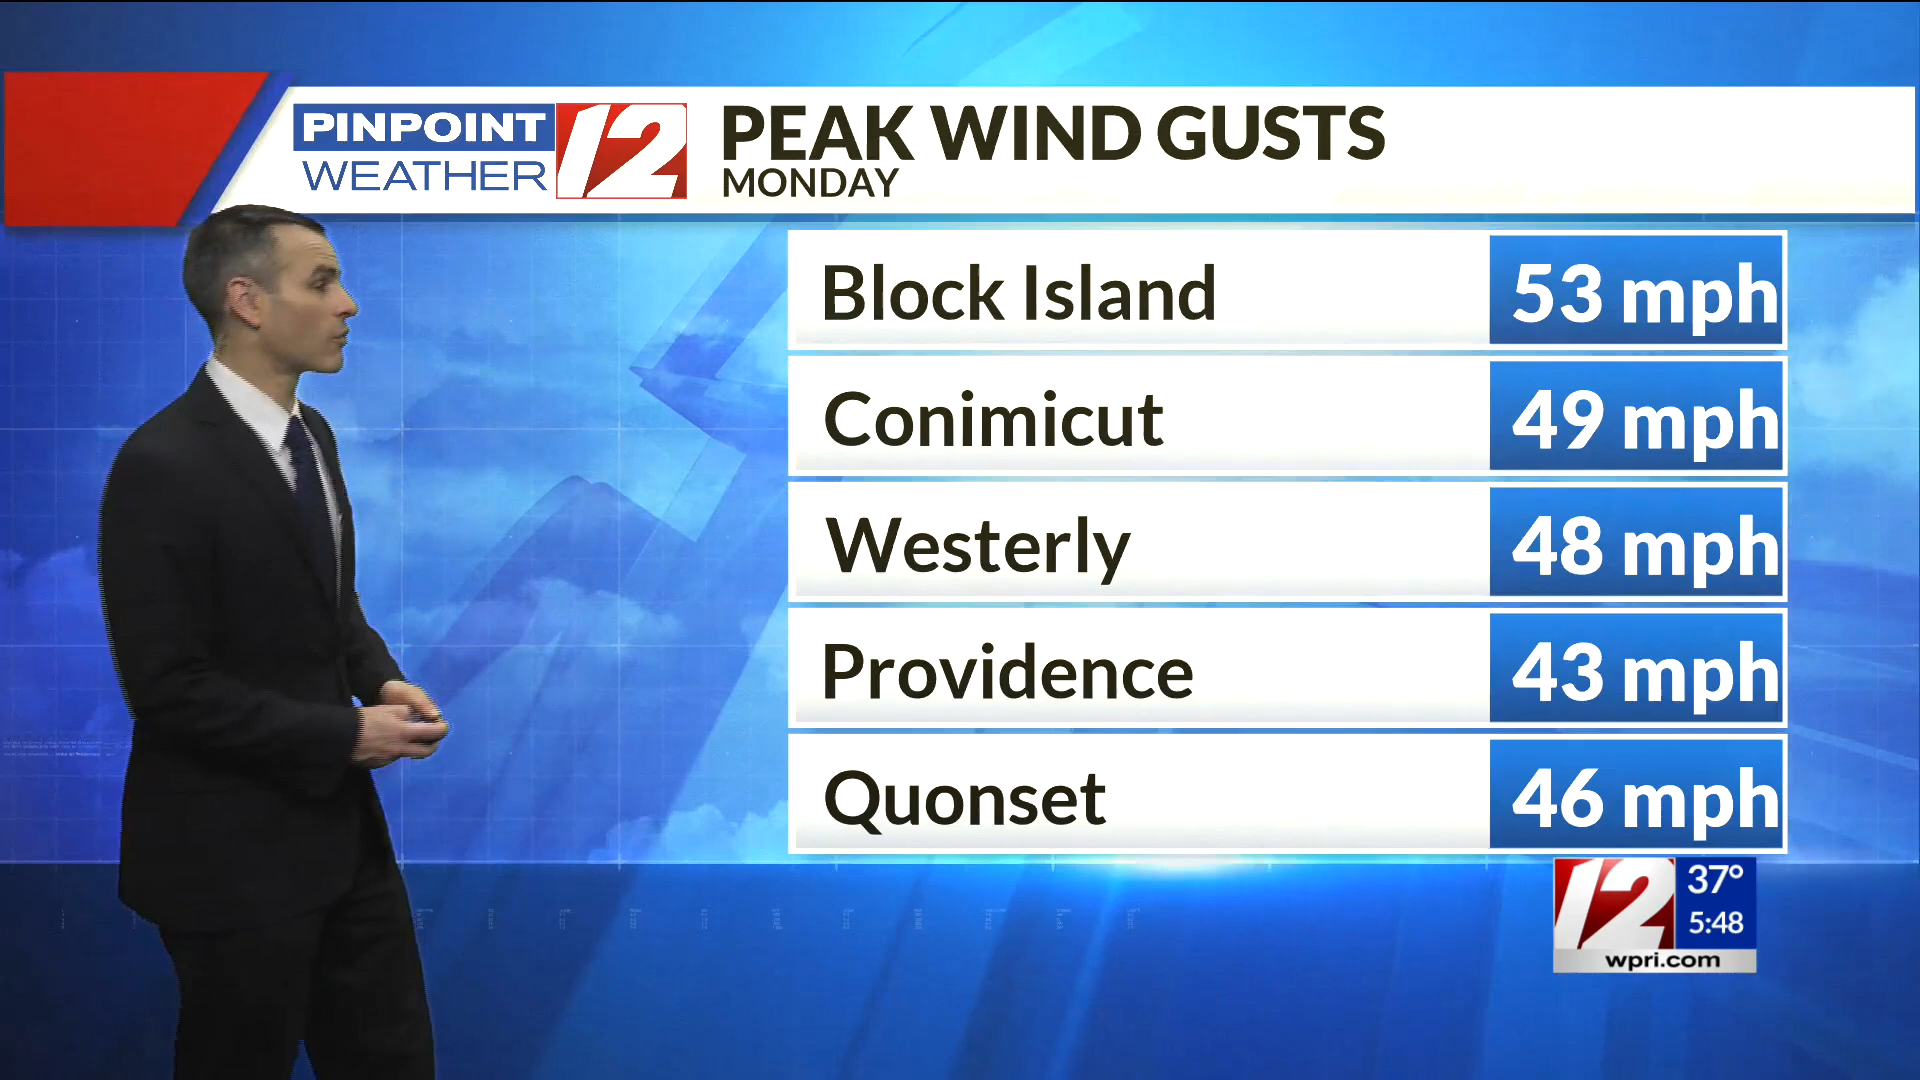 PINPOINT
WEATHER
12
PEAK WIND GUSTS
MONDAY
Block Island 53 mph
Conimicut 49 mph
Westerly 48 mph
Providence 43 mph
Quonset 46 mph
12
37°
5:48
wpri.com